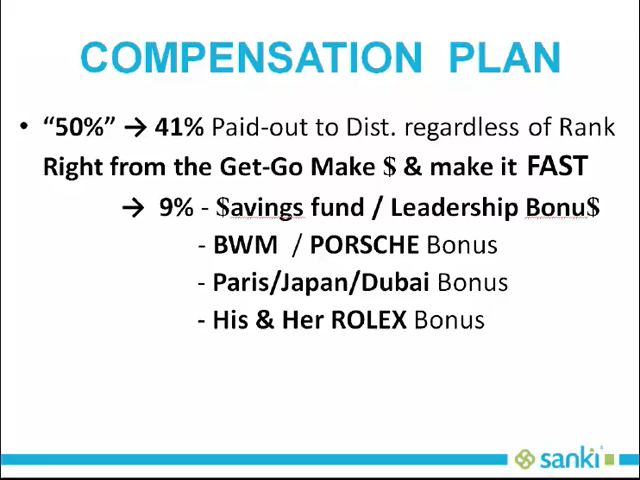 COMPENSATION PLAN
• “50%” → 41% Paid-out to Dist. regardless of Rank
Right from the Get-Go Make $ & make it FAST
→ 9% - $avings fund / Leadership Bonu$
- BWM / PORSCHE Bonus
- Paris/Japan/Dubai Bonus
- His & Her ROLEX Bonus
sanki